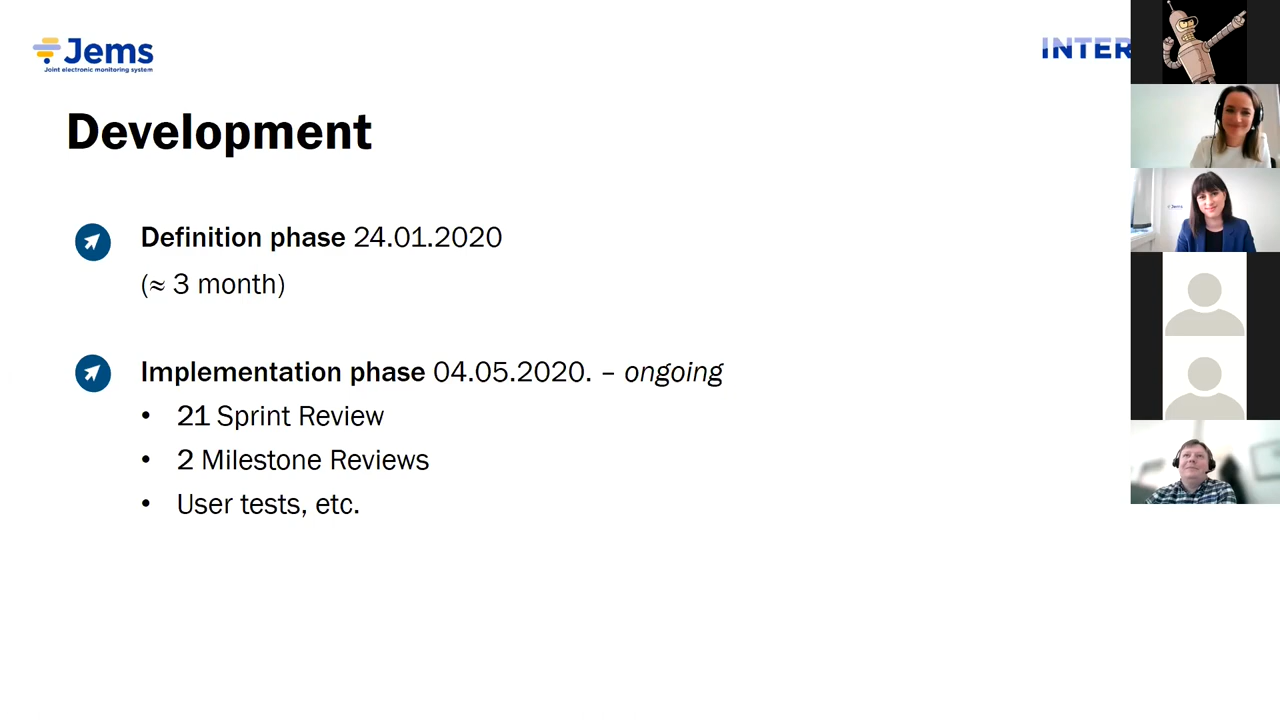 Jems
Joint electronic monitoring system
INTER
Development
Definition phase 24.01.2020
(≈ 3 month)
Implementation phase 04.05.2020. – ongoing
• 21 Sprint Review
• 2 Milestone Reviews
• User tests, etc.
Jems